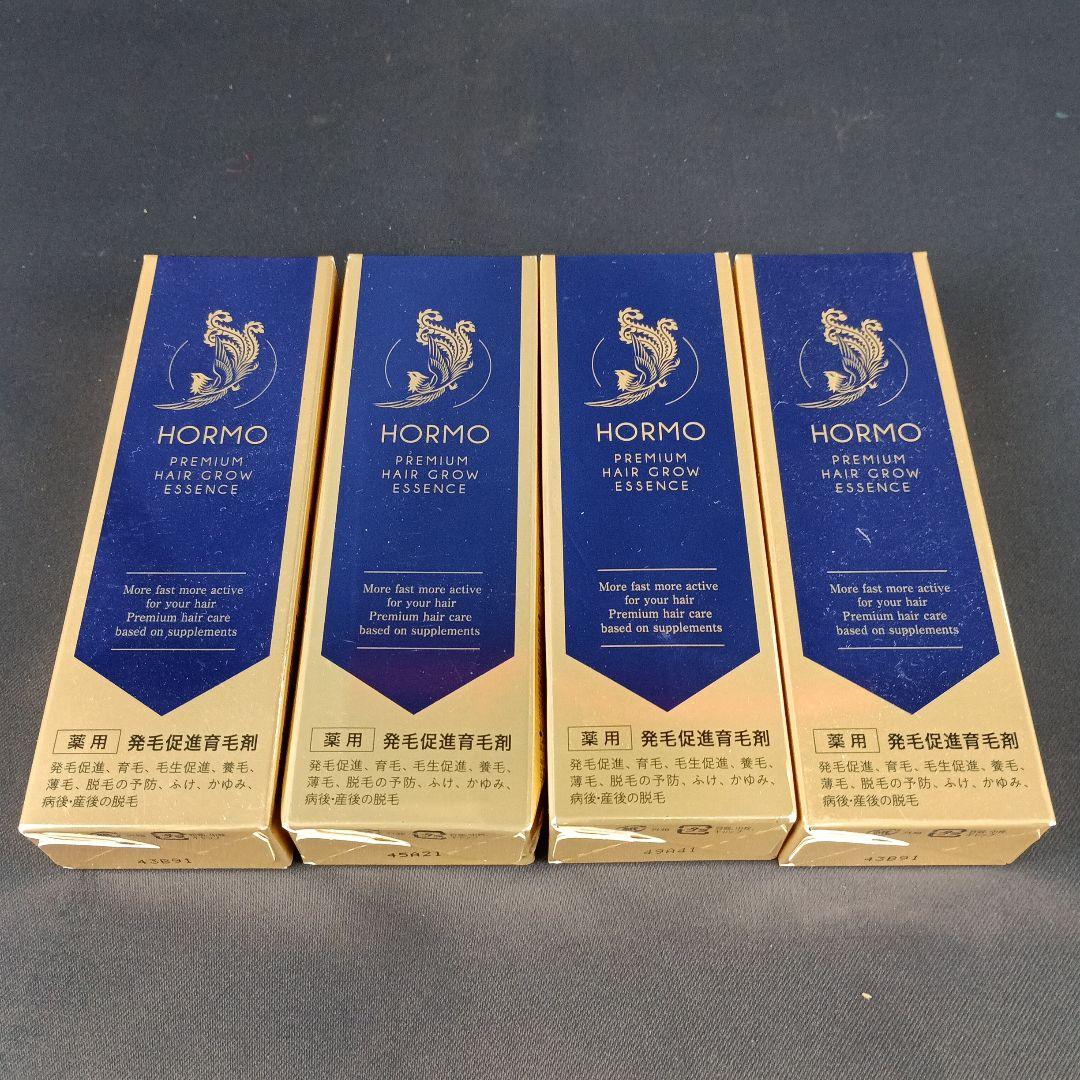 HORMO
PREMIUM
HAIR GROW
ESSENCE
More fast more active
for your hair
Premium hair care
based on supplements
薬用 発毛促進育毛剤
発毛促進、育毛、毛生促進、養毛、
薄毛、脱毛の予防、ふけ、かゆみ、
病後・産後の脱毛
43B91
HORMO
PREMIUM
HAIR GROW
ESSENCE
More fast more active
for your hair
Premium hair care
based on supplements
薬用 発毛促進育毛剤
発毛促進、育毛、毛生促進、養毛、
薄毛、脱毛の予防、ふけ、かゆみ、
病後・産後の脱毛
45A21
HORMO
PREMIUM
HAIR GROW
ESSENCE
More fast more active
for your hair
Premium hair care
based on supplements
薬用 発毛促進育毛剤
発毛促進、育毛、毛生促進、養毛、
薄毛、脱毛の予防、ふけ、かゆみ、
病後・産後の脱毛
49A41
HORMO
PREMIUM
HAIR GROW
ESSENCE
More fast more active
for your hair
Premium hair care
based on supplements
薬用 発毛促進育毛剤
発毛促進、育毛、毛生促進、養毛、
薄毛、脱毛の予防、ふけ、かゆみ、
病後・産後の脱毛
43B91